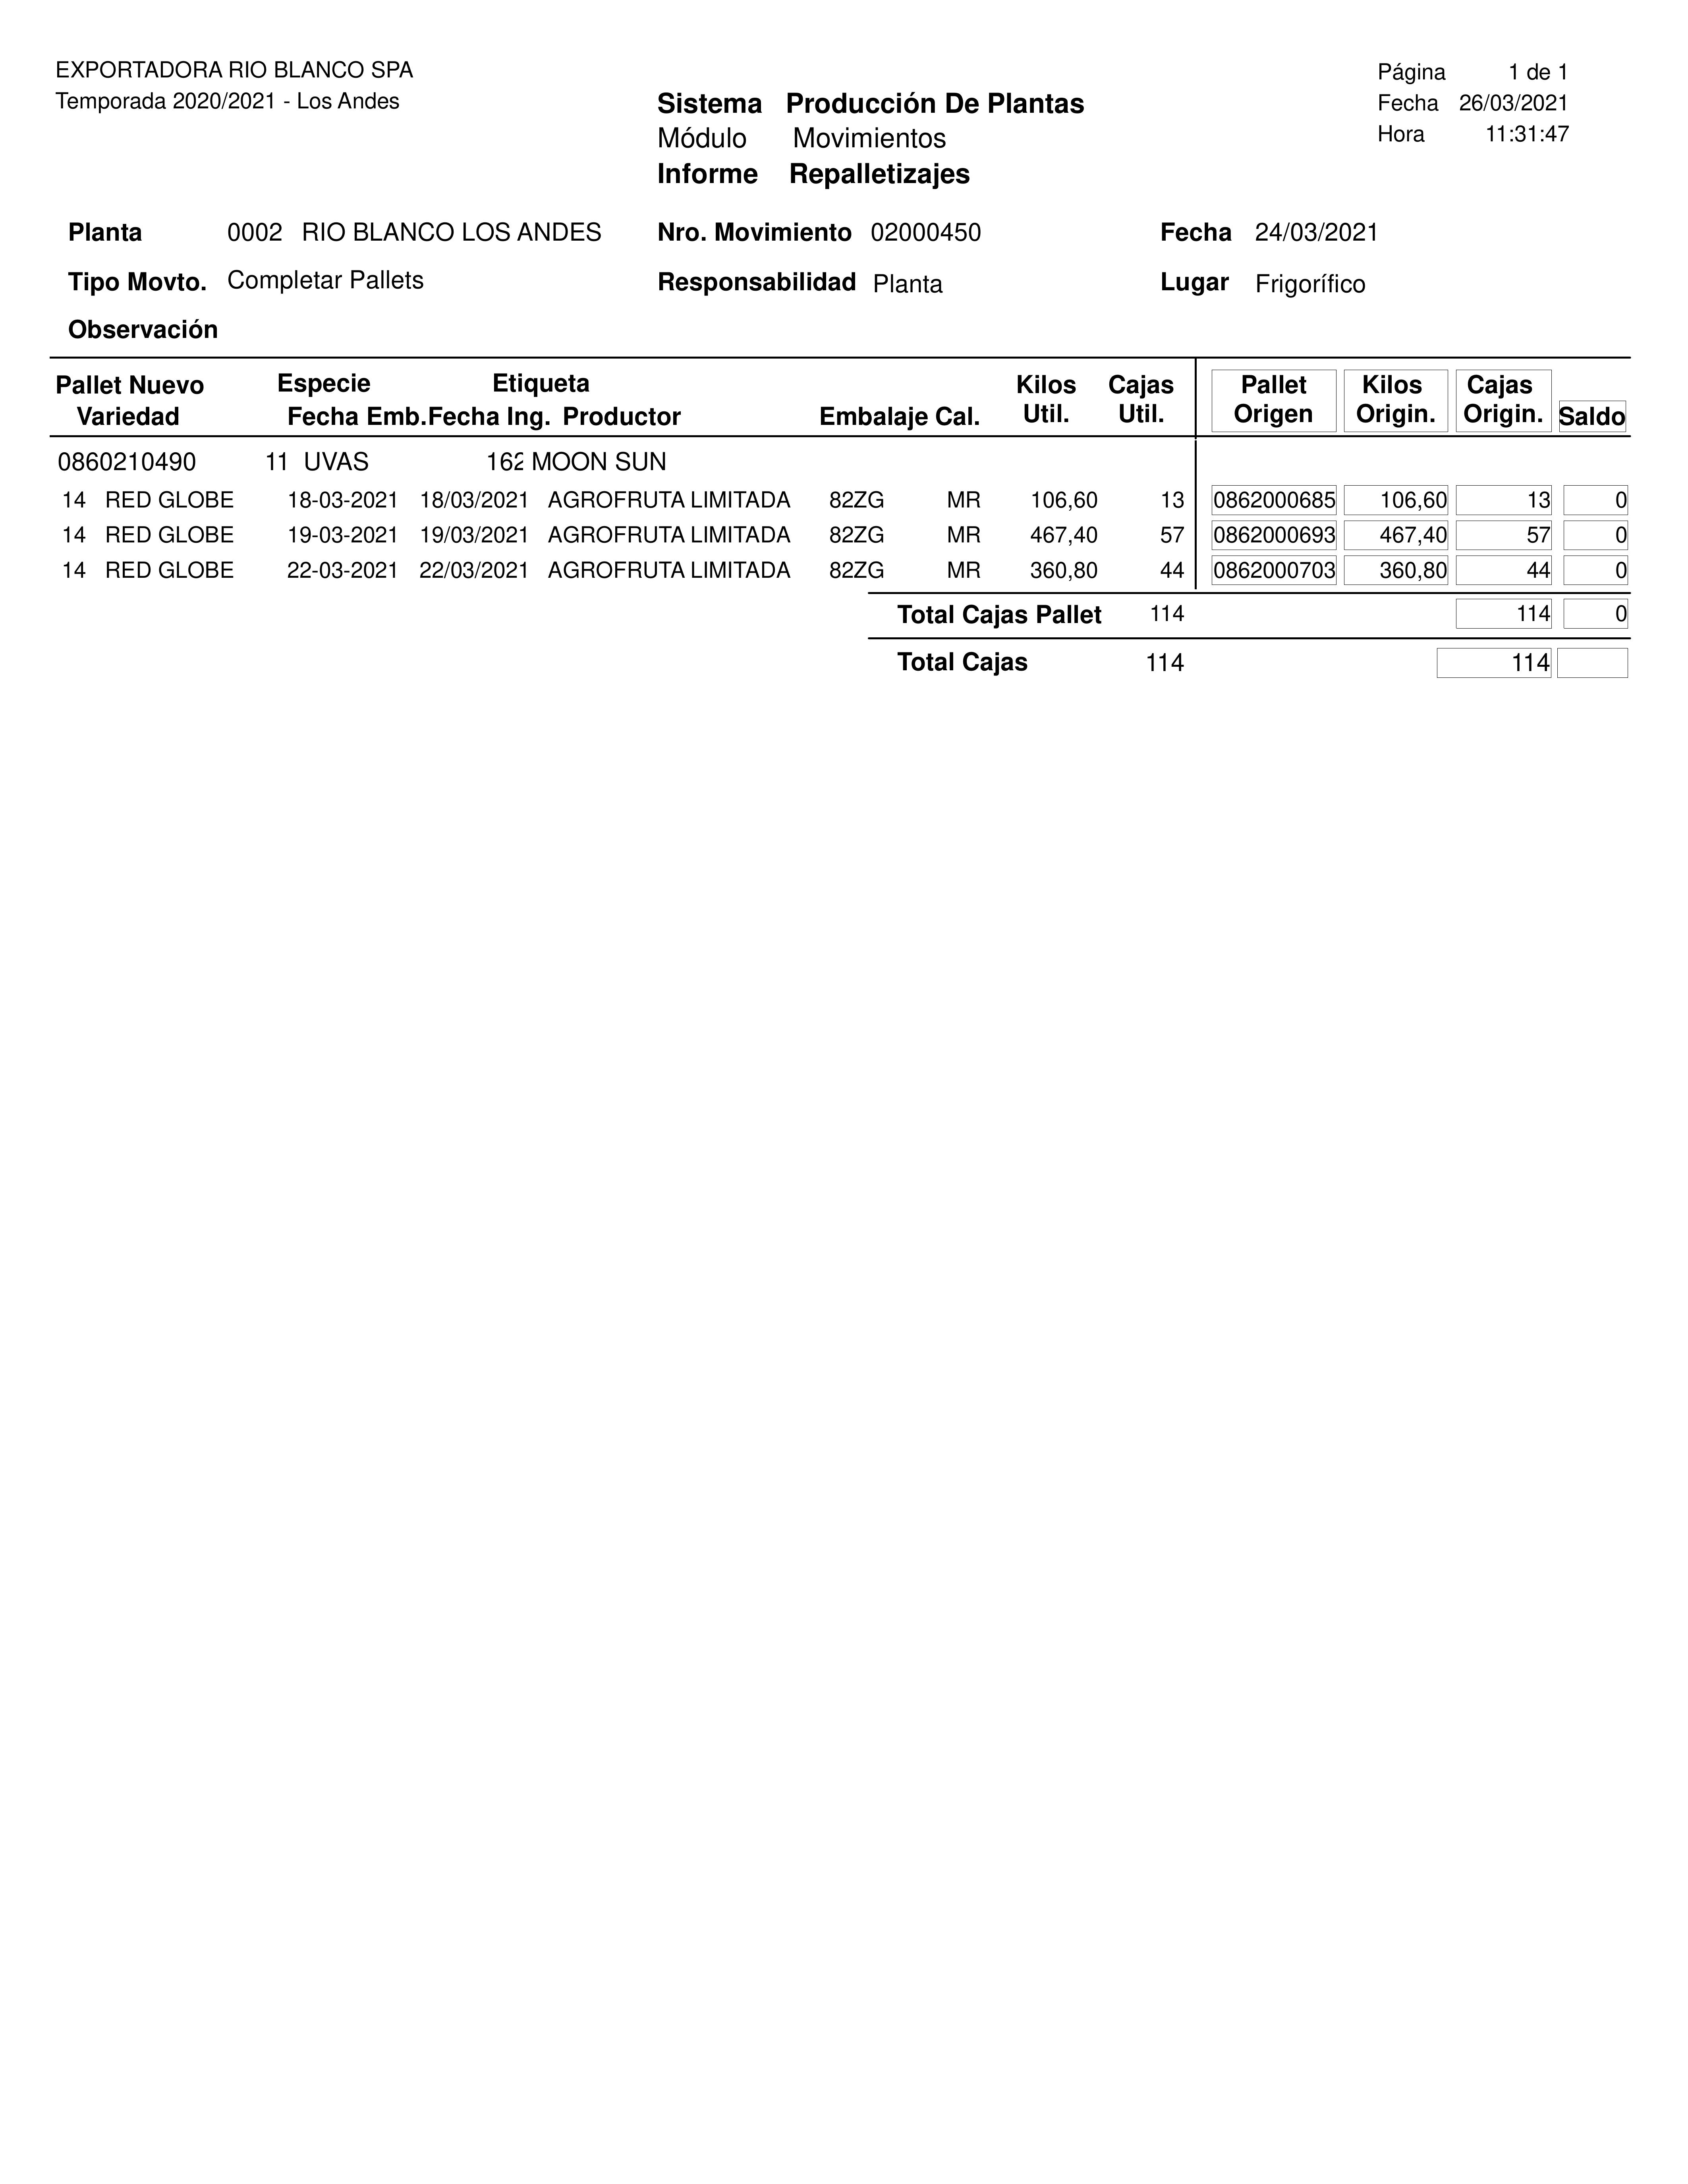 EXPORTADORA RIO BLANCO SPA
Temporada 2020/2021 - Los Andes
Página 1 de 1
Fecha 26/03/2021
Hora 11:31:47
Sistema Producción De Plantas
Módulo Movimientos
Informe Repalletizajes
Planta 0002 RIO BLANCO LOS ANDES Nro. Movimiento 02000450 Fecha 24/03/2021
Tipo Movto. Completar Pallets Responsabilidad Planta Lugar Frigorífico
Observación
Pallet Nuevo Especie Etiqueta Kilos Cajas Pallet Kilos Cajas
Variedad Fecha Emb. Fecha Ing. Productor Embalaje Cal. Util. Util. Origen Origin. Origin. Saldo
0860210490 11 UVAS 162 MOON SUN
14 RED GLOBE 18-03-2021 18/03/2021 AGROFRUTA LIMITADA 82ZG MR 106,60 13 0862000685 106,60 13 0
14 RED GLOBE 19-03-2021 19/03/2021 AGROFRUTA LIMITADA 82ZG MR 467,40 57 0862000693 467,40 57 0
14 RED GLOBE 22-03-2021 22/03/2021 AGROFRUTA LIMITADA 82ZG MR 360,80 44 0862000703 360,80 44 0
Total Cajas Pallet 114 114 0
Total Cajas 114 114